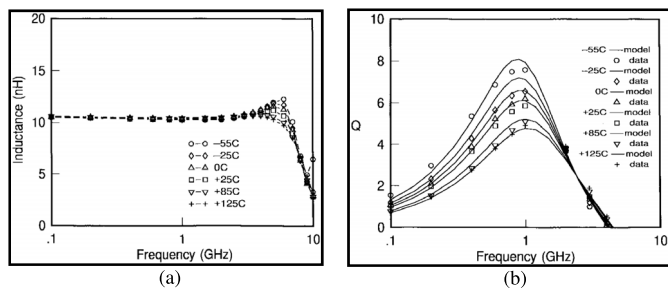 20
15
10
5
0
Inductance (nH)
–55C
–25C
0C
+25C
+85C
+125C
.1
1
10
Frequency (GHz)
(a)
10
8
6
4
2
0
Q
–55C model
data
–25C model
data
0C model
data
+25C model
data
+85C model
data
+125C model
data
0.1
1
10
Frequency (GHz)
(b)